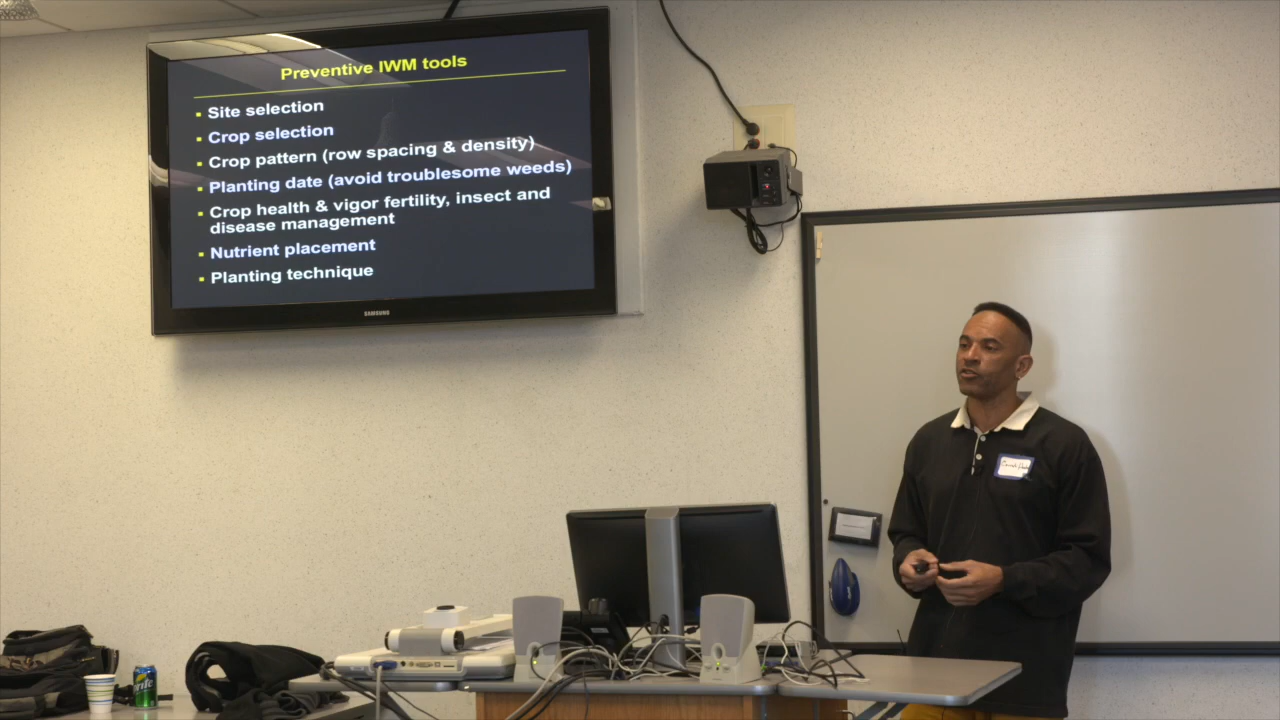 Preventive IWM tools
▪ Site selection
▪ Crop selection
▪ Crop pattern (row spacing & density)
▪ Planting date (avoid troublesome weeds)
▪ Crop health & vigor fertility, insect and
disease management
▪ Nutrient placement
▪ Planting technique
SAMSUNG